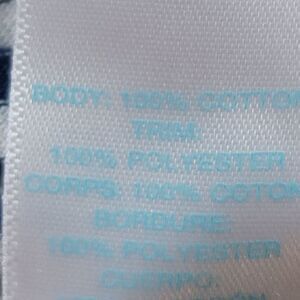 BODY: 100% COTTON
TRIM:
100% POLYESTER
CORPS: 100% COTON
BORDURE:
100% POLYESTER
CUERPO: